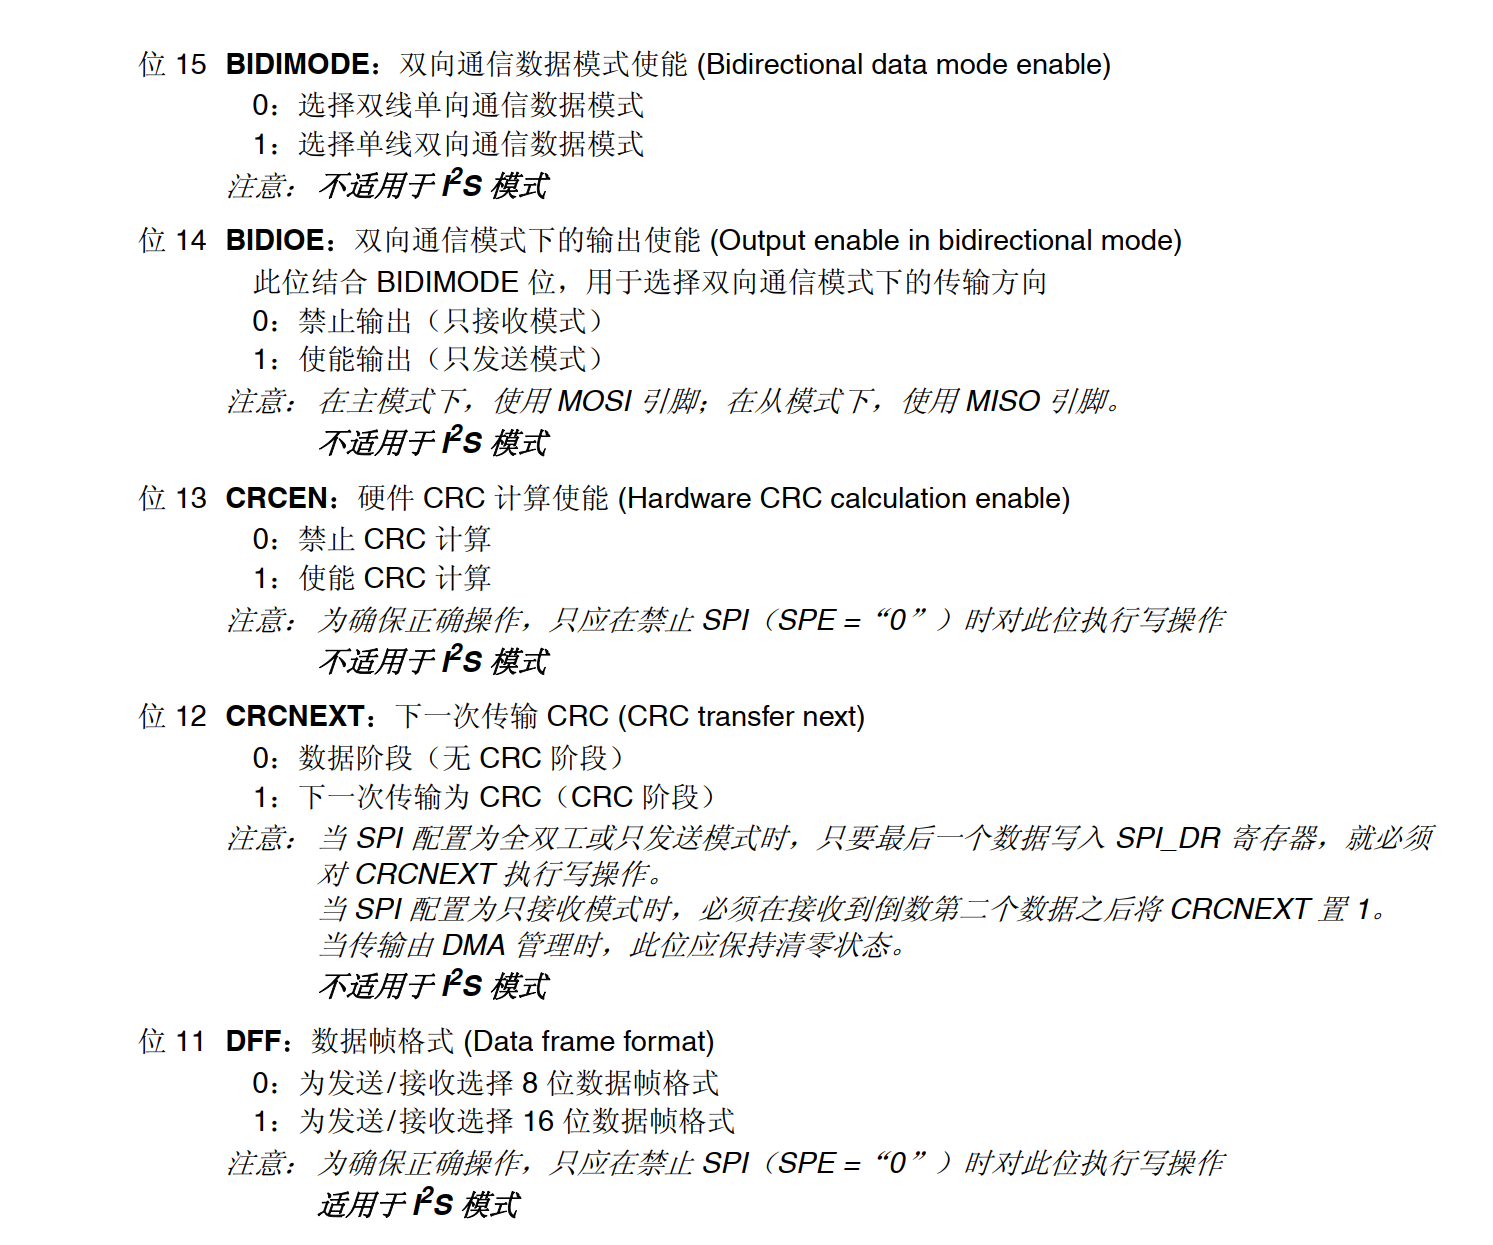 位 15 BIDIMODE：双向通信数据模式使能 (Bidirectional data mode enable)
0：选择双线单向通信数据模式
1：选择单线双向通信数据模式
注意：不适用于 I²S 模式
位 14 BIDIOE：双向通信模式下的输出使能 (Output enable in bidirectional mode)
此位结合 BIDIMODE 位，用于选择双向通信模式下的传输方向
0：禁止输出（只接收模式）
1：使能输出（只发送模式）
注意：在主模式下，使用 MOSI 引脚；在从模式下，使用 MISO 引脚。
不适用于 I²S 模式
位 13 CRCEN：硬件 CRC 计算使能 (Hardware CRC calculation enable)
0：禁止 CRC 计算
1：使能 CRC 计算
注意：为确保正确操作，只应在禁止 SPI（SPE =“0”）时对此位执行写操作
不适用于 I²S 模式
位 12 CRCNEXT：下一次传输 CRC (CRC transfer next)
0：数据阶段（无 CRC 阶段）
1：下一次传输为 CRC（CRC 阶段）
注意：当 SPI 配置为全双工或只发送模式时，只要最后一个数据写入 SPI_DR 寄存器，就必须
对 CRCNEXT 执行写操作。
当 SPI 配置为只接收模式时，必须在接收到倒数第二个数据之后将 CRCNEXT 置 1。
当传输由 DMA 管理时，此位应保持清零状态。
不适用于 I²S 模式
位 11 DFF：数据帧格式 (Data frame format)
0：为发送/接收选择 8 位数据帧格式
1：为发送/接收选择 16 位数据帧格式
注意：为确保正确操作，只应在禁止 SPI（SPE =“0”）时对此位执行写操作
适用于 I²S 模式